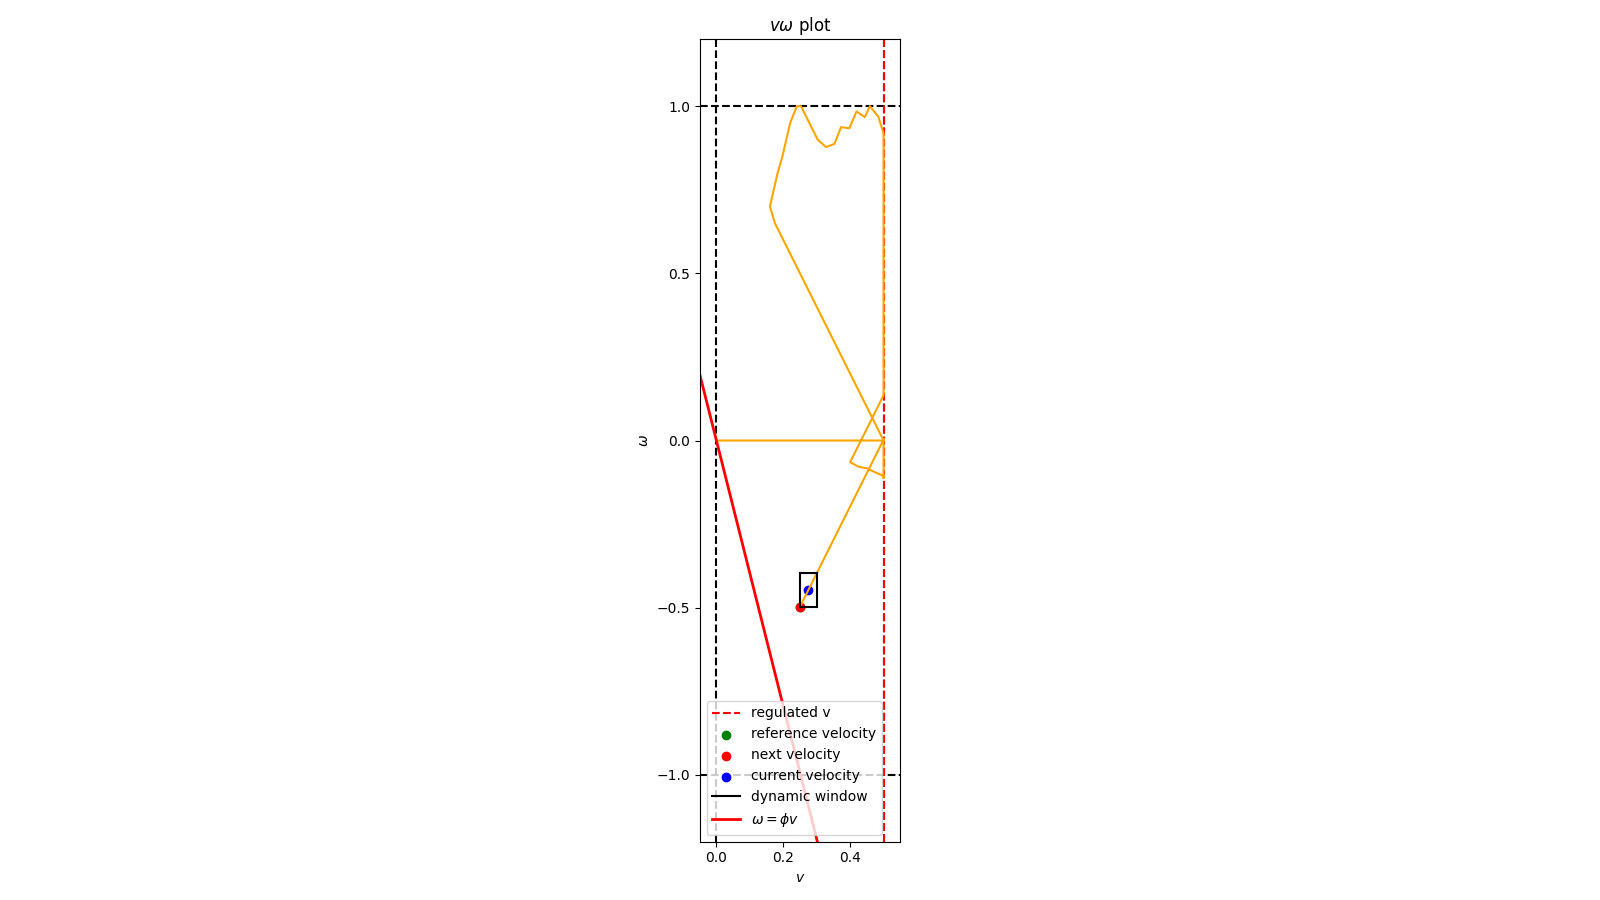 vω plot
1.0
0.5
0.0
−0.5
−1.0
ω
0.0 0.2 0.4
v
regulated v
reference velocity
next velocity
current velocity
dynamic window
ω = ϕv